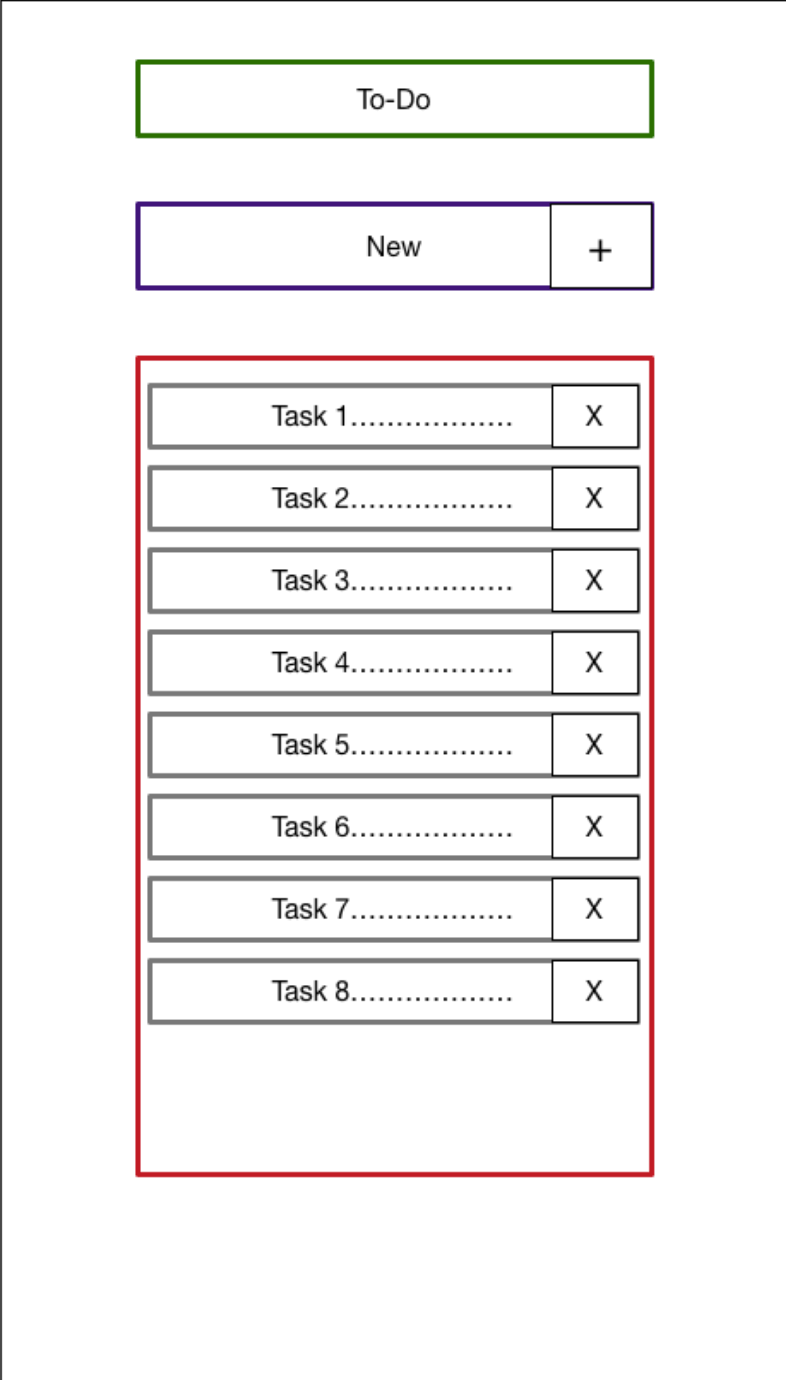 To-Do
New +
Task 1.................. X
Task 2.................. X
Task 3.................. X
Task 4.................. X
Task 5.................. X
Task 6.................. X
Task 7.................. X
Task 8.................. X